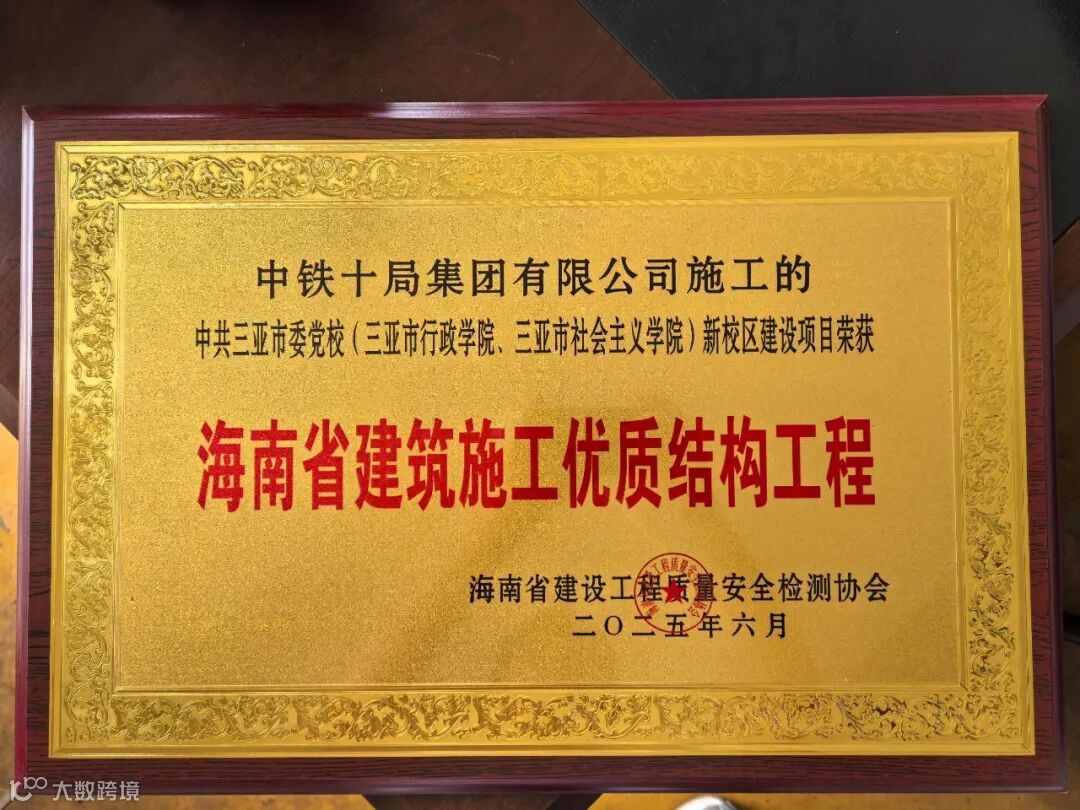 中铁十局集团有限公司施工的
中共三亚市委党校（三亚市行政学院、三亚市社会主义学院）新校区建设项目荣获
海南省建筑施工优质结构工程
海南省建设工程质量安全检测协会
二〇二五年六月
大数跨境